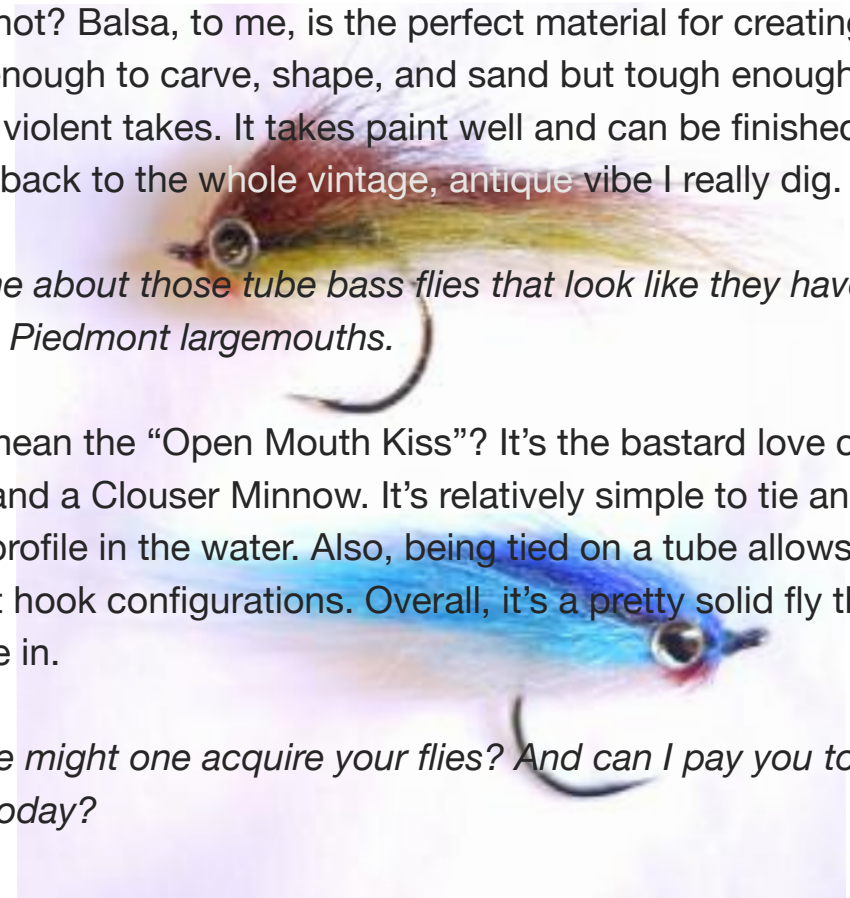 not? Balsa, to me, is the perfect material for creating
nough to carve, shape, and sand but tough enough
violent takes. It takes paint well and can be finished
back to the whole vintage, antique vibe I really dig.
e about those tube bass flies that look like they have
Piedmont largemouths.
mean the “Open Mouth Kiss”? It’s the bastard love c
and a Clouser Minnow. It’s relatively simple to tie an
profile in the water. Also, being tied on a tube allows
t hook configurations. Overall, it’s a pretty solid fly th
e in.
e might one acquire your flies? And can I pay you to
oday?